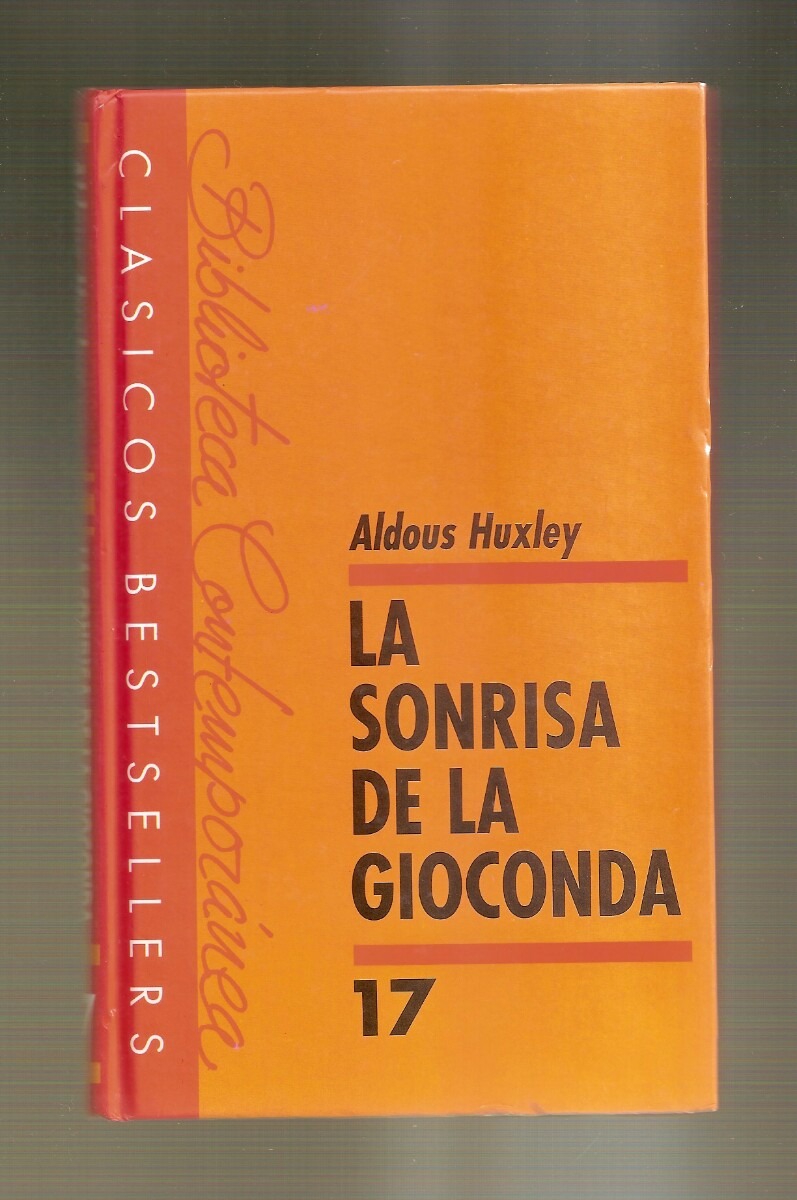 CLASICOS BESTSELLERS
Biblioteca Contemporánea
Aldous Huxley
LA
SONRISA
DE LA
GIOCONDA
17